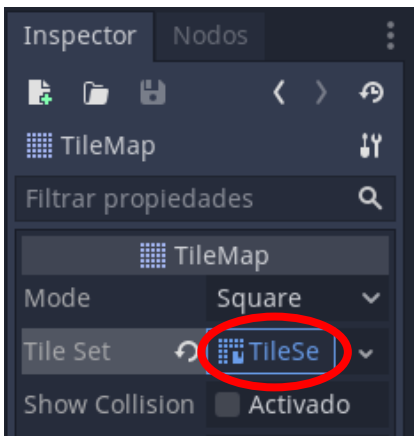 Inspector Nodos
TileMap
Filtrar propiedades
TileMap
Mode Square
Tile Set TileSe
Show Collision Activado